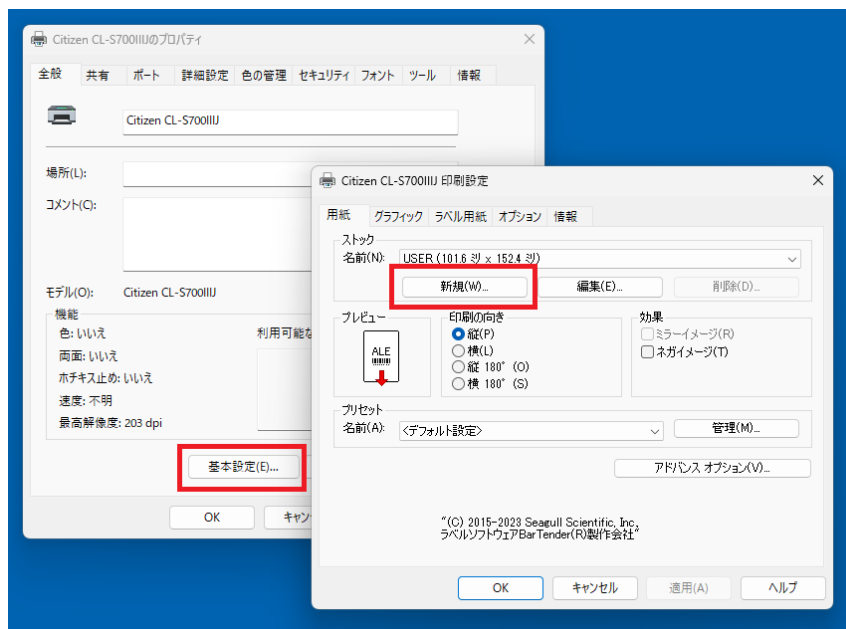 Citizen CL-S700IIIJのプロパティ
全般 共有 ポート 詳細設定 色の管理 セキュリティ フォント ツール 情報
Citizen CL-S700IIIJ
場所(L):
コメント(C):
モデル(O): Citizen CL-S700IIIJ
機能
色: いいえ
利用可能な
両面: いいえ
ホチキス止め: いいえ
速度: 不明
最高解像度: 203 dpi
基本設定(E)...
OK キャン
Citizen CL-S700IIIJ 印刷設定
用紙 グラフィック ラベル用紙 オプション 情報
ストック
名前(N): USER (101.6 ミリ x 152.4 ミリ)
新規(W)... 編集(E)... 削除(D)...
プレビュー
ALE
印刷の向き
縦(P)
横(L)
縦 180° (O)
横 180° (S)
効果
ミラーイメージ(R)
ネガイメージ(T)
プリセット
名前(A): <デフォルト設定> 管理(M)...
アドバンス オプション(V)...
"(C) 2015-2023 Seagull Scientific, Inc.,
ラベルソフトウェアBarTender(R)製作会社"
OK キャンセル 適用(A) ヘルプ